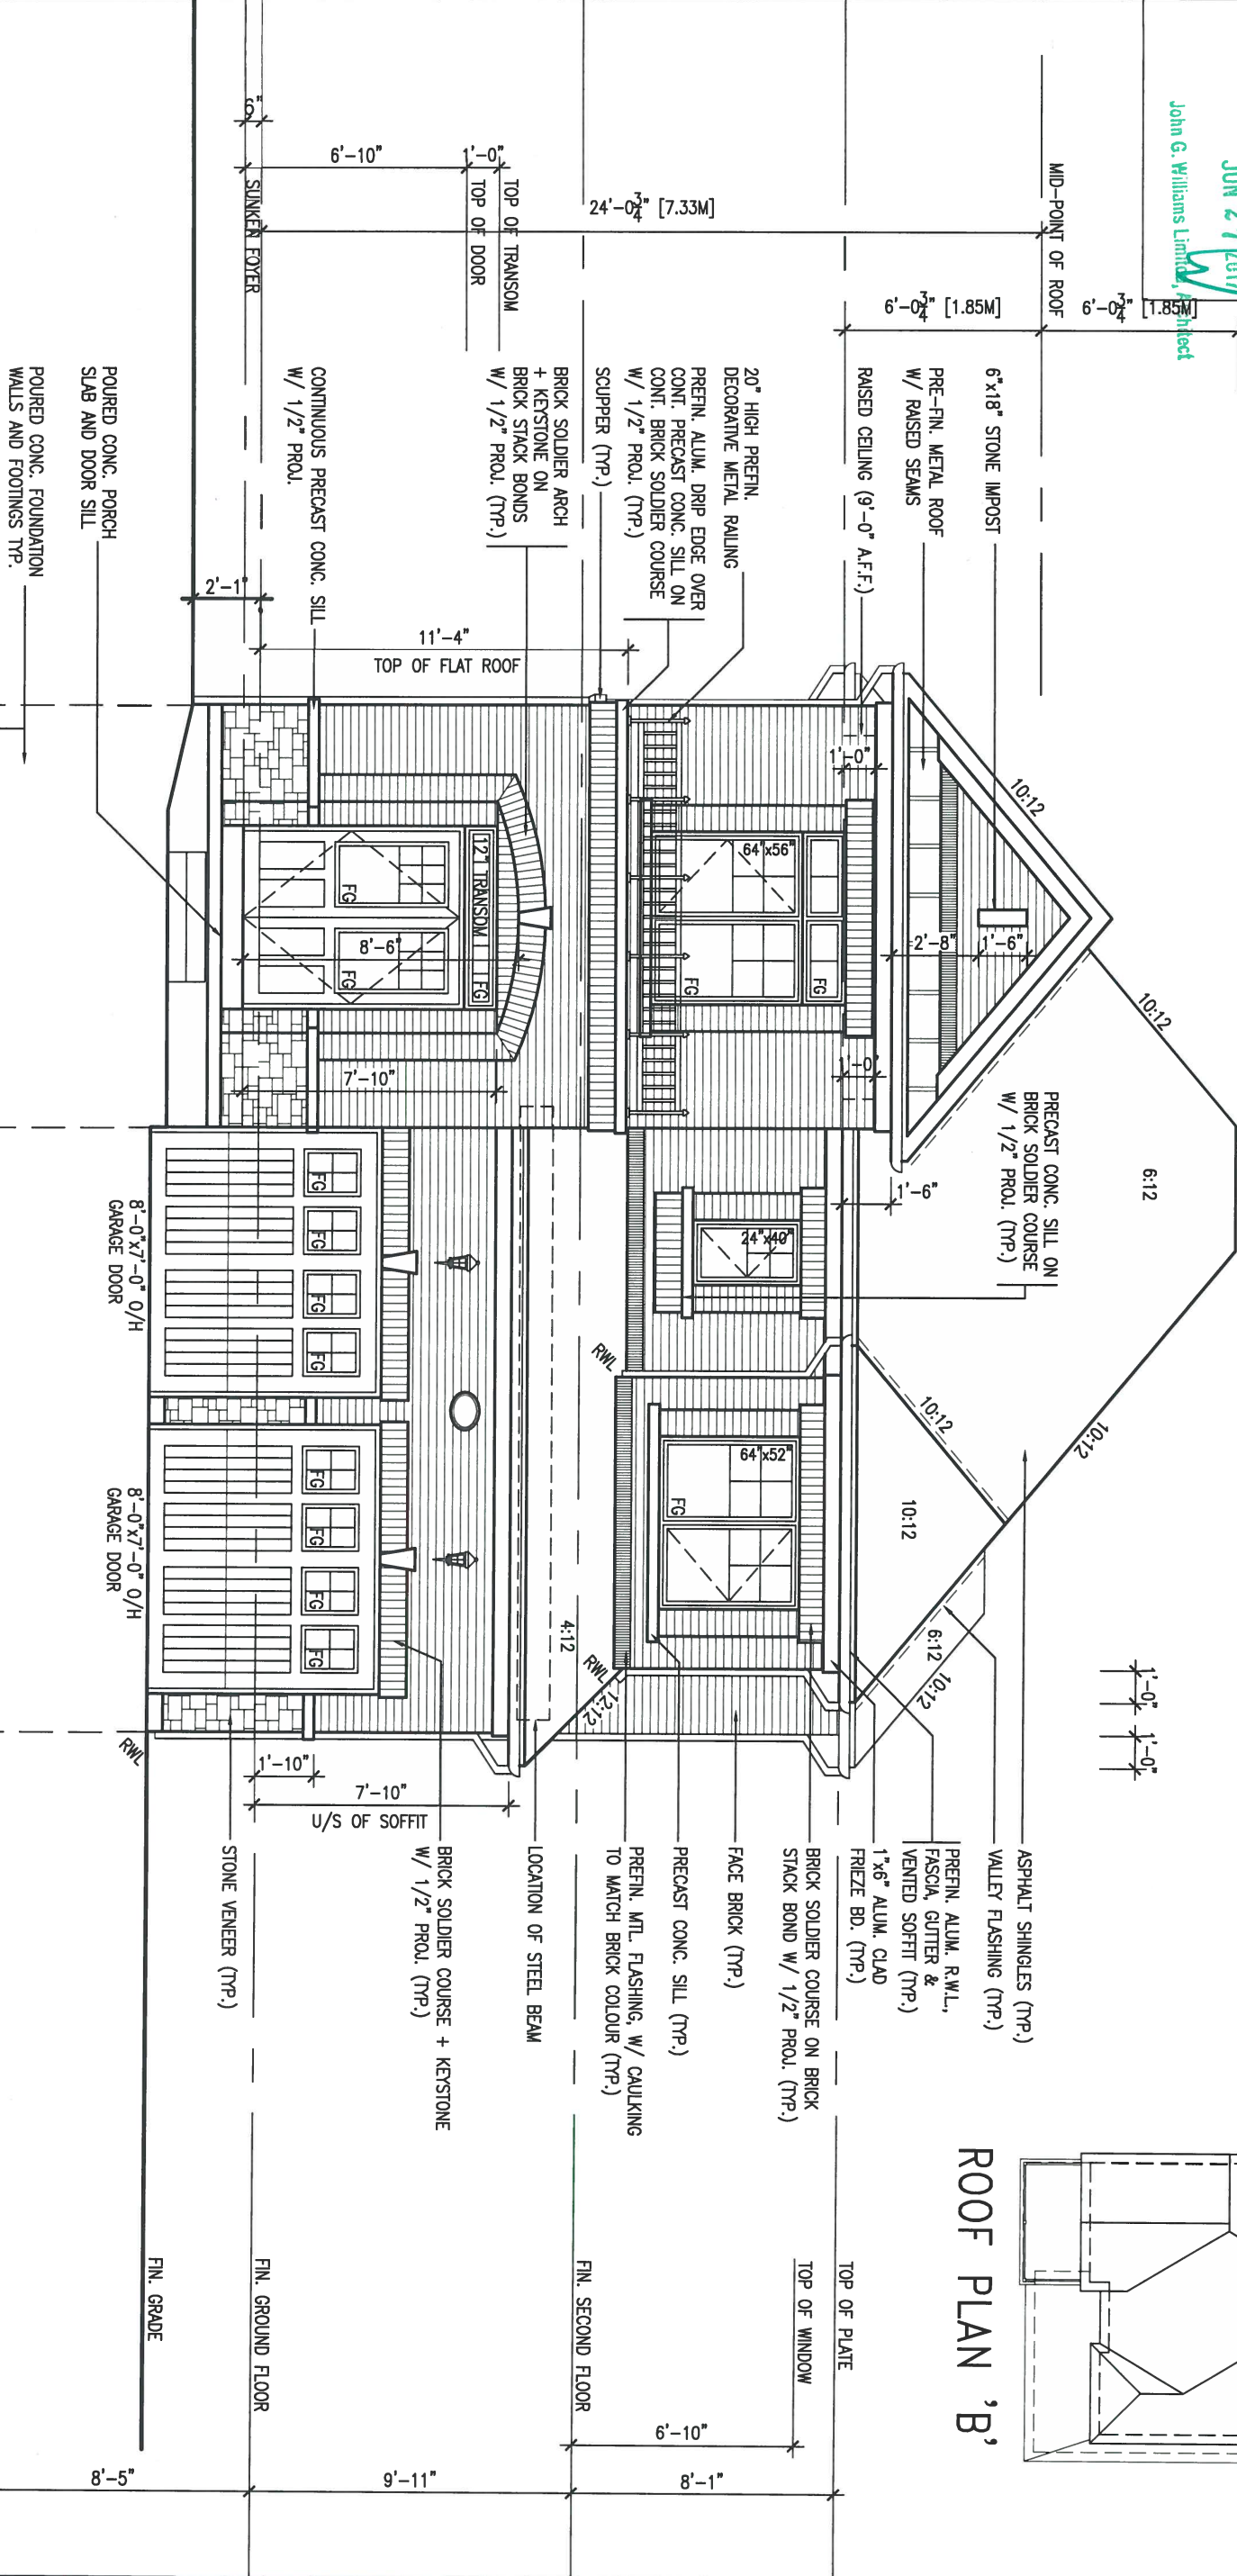 JUN 27 2017
John G. Williams Limited, Architect
MID-POINT OF ROOF
6'-0 3/4" [1.85M]
6'-0 3/4" [1.85M]
24'-0 3/4" [7.33M]
TOP OF TRANSOM
TOP OF DOOR
1'-0"
6'-10"
6"
SUNKEN FOYER
6"x18" STONE IMPOST
PRE-FIN. METAL ROOF
W/ RAISED SEAMS
RAISED CEILING (9'-0" A.F.F.)
20" HIGH PREFIN.
DECORATIVE METAL RAILING
PREFIN. ALUM. DRIP EDGE OVER
CONT. PRECAST CONC. SILL ON
CONT. BRICK SOLDIER COURSE
W/ 1/2" PROJ. (TYP.)
SCUPPER (TYP.)
BRICK SOLDIER ARCH
+ KEYSTONE ON
BRICK STACK BONDS
W/ 1/2" PROJ. (TYP.)
CONTINUOUS PRECAST CONC. SILL
W/ 1/2" PROJ.
POURED CONC. PORCH
SLAB AND DOOR SILL
POURED CONC. FOUNDATION
WALLS AND FOOTINGS TYP.
2'-1"
11'-4"
TOP OF FLAT ROOF
10:12
10:12
6:12
1'-0"
2'-8"
1'-6"
1'-0"
64"x56"
FG
12" TRANSOM
FG
FG
FG
8'-6"
7'-10"
PRECAST CONC. SILL ON
BRICK SOLDIER COURSE
W/ 1/2" PROJ. (TYP.)
1'-6"
24"x40"
RWL
10:12
10:12
10:12
64"x52"
FG
6:12
10:12
4:12
RWL
12:12
FG
FG
FG
FG
8'-0"x7'-0" O/H
GARAGE DOOR
FG
FG
FG
FG
8'-0"x7'-0" O/H
GARAGE DOOR
RWL
1'-10"
7'-10"
U/S OF SOFFIT
1'-0"
1'-0"
ASPHALT SHINGLES (TYP.)
VALLEY FLASHING (TYP.)
PREFIN. ALUM. R.W.L.,
FASCIA, GUTTER &
VENTED SOFFIT (TYP.)
1"x6" ALUM. CLAD
FRIEZE BD. (TYP.)
BRICK SOLDIER COURSE ON BRICK
STACK BOND W/ 1/2" PROJ. (TYP.)
FACE BRICK (TYP.)
PRECAST CONC. SILL (TYP.)
PREFIN. MTL. FLASHING, W/ CAULKING
TO MATCH BRICK COLOUR (TYP.)
LOCATION OF STEEL BEAM
BRICK SOLDIER COURSE + KEYSTONE
W/ 1/2" PROJ. (TYP.)
STONE VENEER (TYP.)
ROOF PLAN 'B'
TOP OF PLATE
TOP OF WINDOW
FIN. SECOND FLOOR
FIN. GROUND FLOOR
FIN. GRADE
6'-10"
8'-1"
9'-11"
8'-5"